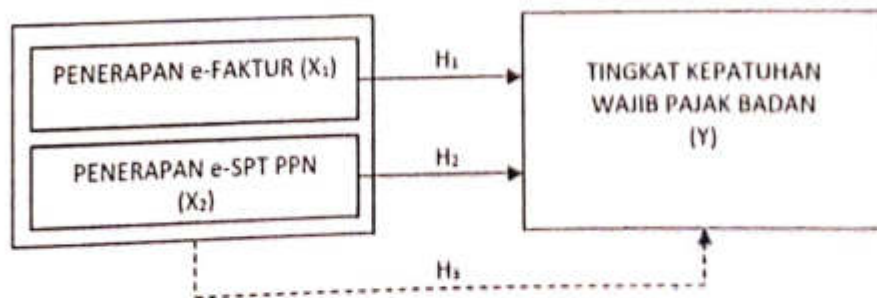 PENERAPAN e-FAKTUR (X₁)
H₁
TINGKAT KEPATUHAN
WAJIB PAJAK BADAN
(Y)
PENERAPAN e-SPT PPN
(X₂)
H₂
H₃